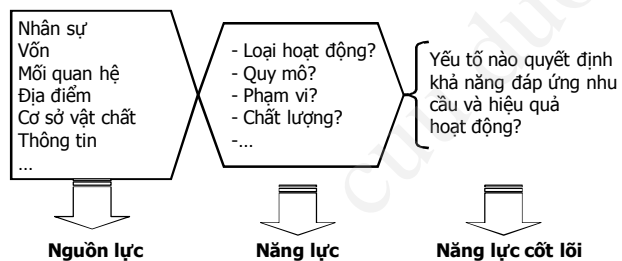 Nhân sự
Vốn
Mối quan hệ
Địa điểm
Cơ sở vật chất
Thông tin
...
- Loại hoạt động?
- Quy mô?
- Phạm vi?
- Chất lượng?
-...
Yếu tố nào quyết định
khả năng đáp ứng nhu
cầu và hiệu quả
hoạt động?
Nguồn lực
Năng lực
Năng lực cốt lõi